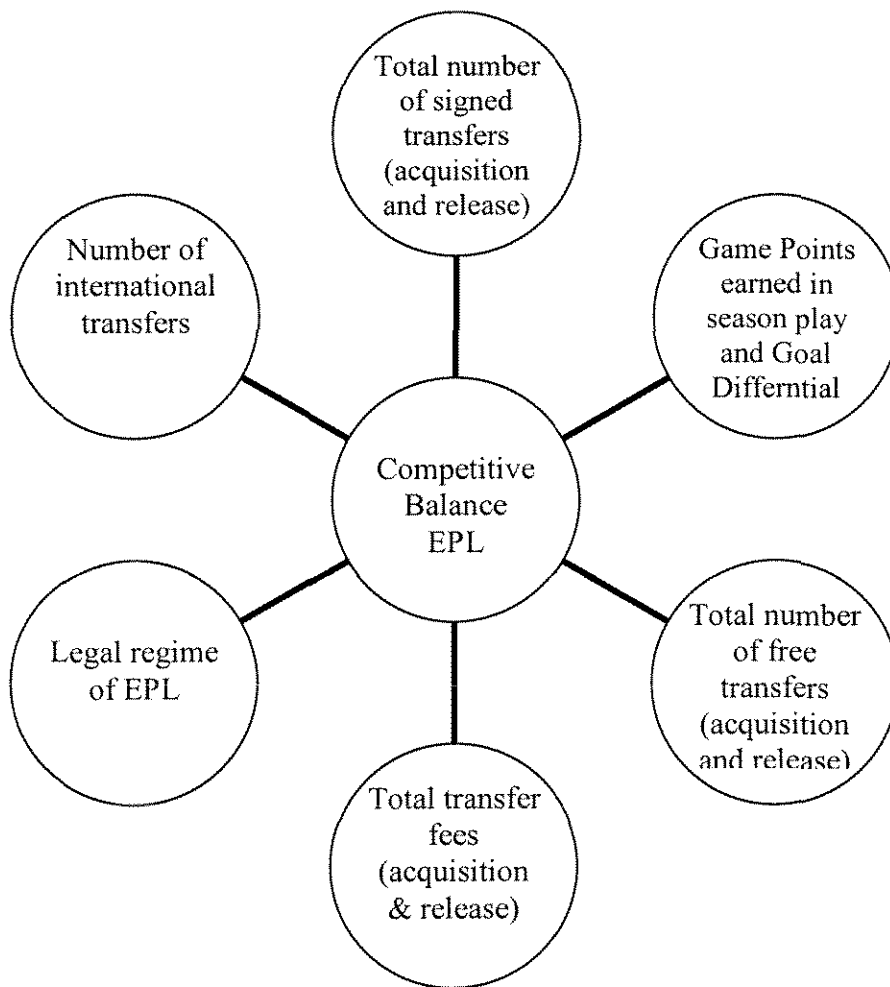 Total number
of signed
transfers
(acquisition
and release)
Number of
international
transfers
Game Points
earned in
season play
and Goal
Differntial
Competitive
Balance
EPL
Legal regime
of EPL
Total number
of free
transfers
(acquisition
and release)
Total transfer
fees
(acquisition
& release)